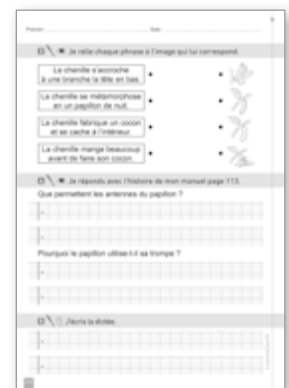 Prénom : Date :
Je relie chaque phrase à l'image qui lui correspond.
La chenille s'accroche
à une branche la tête en bas.
La chenille se métamorphose
en un papillon de nuit.
La chenille fabrique un cocon
et se cache à l'intérieur.
La chenille mange beaucoup
avant de faire son cocon.
Je réponds avec l'histoire de mon manuel page 113.
Que permettent les antennes du papillon ?
Pourquoi le papillon utilise-t-il sa trompe ?
J'écris la dictée.